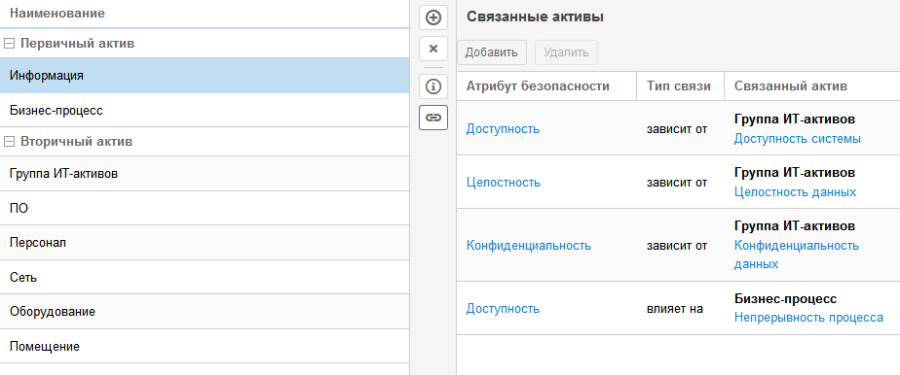 Наименование
Первичный актив
Информация
Бизнес-процесс
Вторичный актив
Группа ИТ-активов
ПО
Персонал
Сеть
Оборудование
Помещение
Связанные активы
Добавить Удалить
Атрибут безопасности Тип связи Связанный актив
Доступность зависит от Группа ИТ-активов
Доступность системы
Целостность зависит от Группа ИТ-активов
Целостность данных
Конфиденциальность зависит от Группа ИТ-активов
Конфиденциальность
данных
Доступность влияет на Бизнес-процесс
Непрерывность процесса